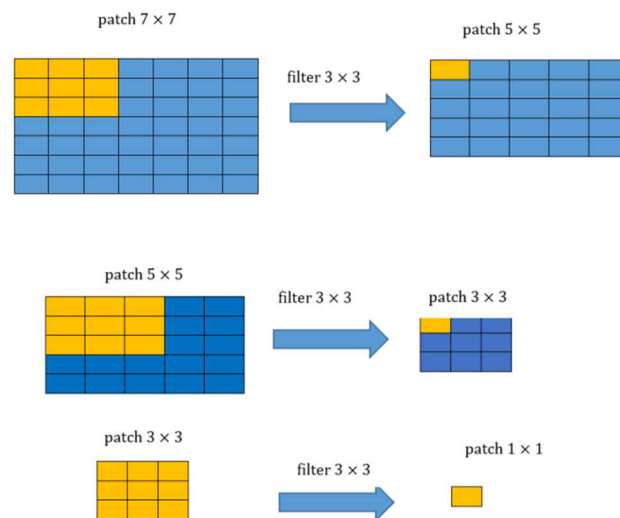 patch 7 × 7
patch 5 × 5
filter 3 × 3
patch 5 × 5
filter 3 × 3
patch 3 × 3
patch 3 × 3
filter 3 × 3
patch 1 × 1